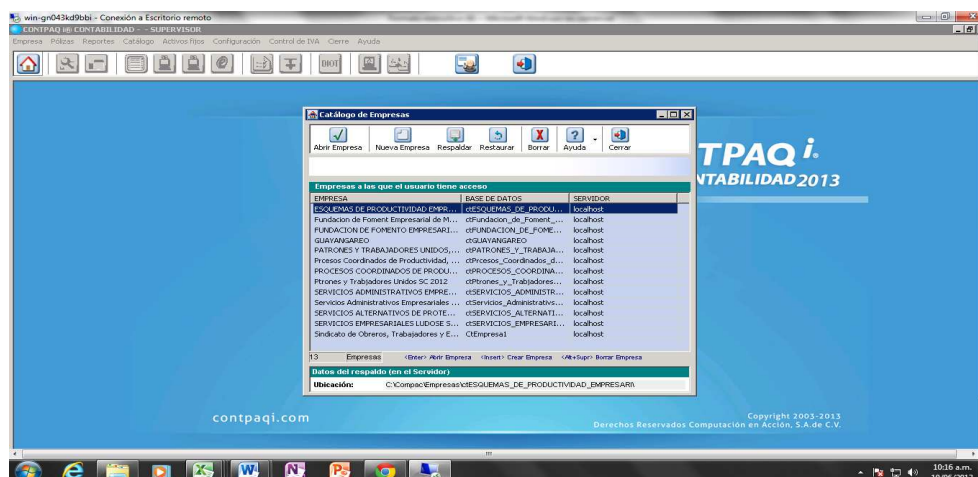 win-gn043kd9bbi - Conexión a Escritorio remoto
CONTPAQ i® CONTABILIDAD - - SUPERVISOR
Empresa Pólizas Reportes Catálogo Activos fijos Configuración Control de IVA Cierre Ayuda
DIOT
Catálogo de Empresas
Abrir Empresa Nueva Empresa Respaldar Restaurar Borrar Ayuda Cerrar
TPAQ i®
NTABILIDAD 2013
Empresas a las que el usuario tiene acceso
EMPRESA BASE DE DATOS SERVIDOR
ESQUEMAS DE PRODUCTIVIDAD EMPR... ctESQUEMAS_DE_PRODU... localhost
Fundacion de Foment Empresarial de M... ctFundacion_de_Foment_... localhost
FUNDACION DE FOMENTO EMPRESARI... ctFUNDACION_DE_FOME... localhost
GUAYANGAREO ctGUAYANGAREO localhost
PATRONES Y TRABAJADORES UNIDOS,... ctPATRONES_Y_TRABAJA... localhost
Prcesos Coordinados de Productividad, ... ctPrcesos_Coordinados_d... localhost
PROCESOS COORDINADOS DE PRODU... ctPROCESOS_COORDINA... localhost
Ptrones y Trabjadores Unidos SC 2012 ctPtrones_y_Trabjadores... localhost
SERVICIOS ADMINISTRATIVOS EMPRE... ctSERVICIOS_ADMINISTR... localhost
Servicios Administrativos Empresariales ... ctServicios_Administrativs... localhost
SERVICIOS ALTERNATIVOS DE PROTE... ctSERVICIOS_ALTERNATI... localhost
SERVICIOS EMPRESARIALES LUDOSE S... ctSERVICIOS_EMPRESARI... localhost
Sindicato de Obreros, Trabajadores y E... CtEmpresa1 localhost
13 Empresas <Enter> Abrir Empresa <Insert> Crear Empresa <Alt+Supr> Borrar Empresa
Datos del respaldo (en el Servidor)
Ubicación: C:\Compac\Empresas\ctESQUEMAS_DE_PRODUCTIVIDAD_EMPRESARI\
contpaqi.com
Copyright 2003-2013
Derechos Reservados Computación en Acción, S.A.de C.V.
10:16 a.m.